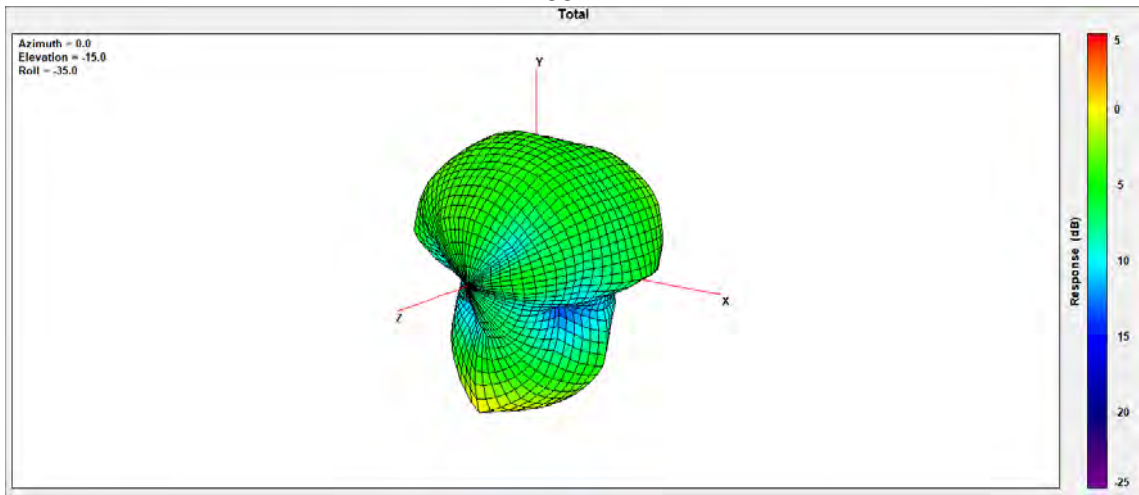 Total
Azimuth = 0.0
Elevation = -15.0
Roll = -35.0
Y
X
Z
5
0
-5
-10
-15
-20
-25
Response (dB)